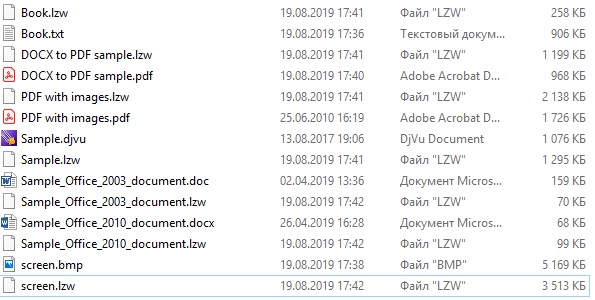 Book.lzw 19.08.2019 17:41 Файл "LZW" 258 КБ
Book.txt 19.08.2019 17:36 Текстовый докум... 906 КБ
DOCX to PDF sample.lzw 19.08.2019 17:41 Файл "LZW" 1 199 КБ
DOCX to PDF sample.pdf 19.08.2019 17:40 Adobe Acrobat D... 968 КБ
PDF with images.lzw 19.08.2019 17:41 Файл "LZW" 2 138 КБ
PDF with images.pdf 25.06.2010 16:19 Adobe Acrobat D... 1 726 КБ
Sample.djvu 13.08.2017 19:06 DjVu Document 1 076 КБ
Sample.lzw 19.08.2019 17:41 Файл "LZW" 1 295 КБ
Sample_Office_2003_document.doc 02.04.2019 13:36 Документ Micros... 159 КБ
Sample_Office_2003_document.lzw 19.08.2019 17:42 Файл "LZW" 70 КБ
Sample_Office_2010_document.docx 26.04.2019 16:28 Документ Micros... 68 КБ
Sample_Office_2010_document.lzw 19.08.2019 17:42 Файл "LZW" 99 КБ
screen.bmp 19.08.2019 17:38 Файл "BMP" 5 169 КБ
screen.lzw 19.08.2019 17:42 Файл "LZW" 3 513 КБ